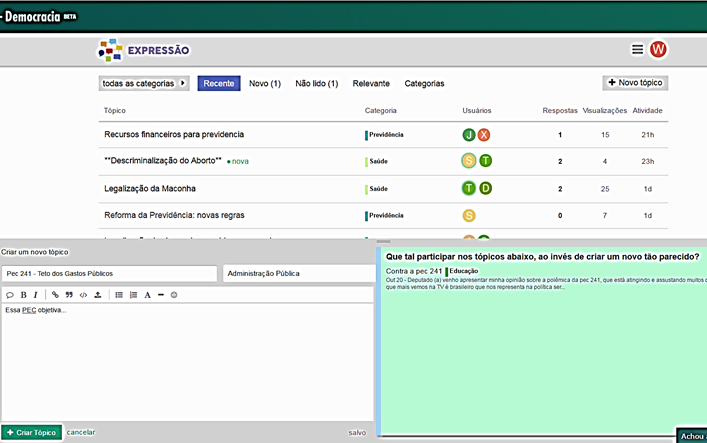 - Democracia BETA
EXPRESSÃO
W
todas as categorias Recente Novo (1) Não lido (1) Relevante Categorias + Novo tópico
Tópico Categoria Usuários Respostas Visualizações Atividade
Recursos financeiros para previdencia Previdência J X 1 15 21h
**Descriminalização do Aborto** nova Saúde S T 2 4 23h
Legalização da Maconha Saúde T D 2 25 1d
Reforma da Previdência: novas regras Previdência S 0 7 1d
Criar um novo tópico
Pec 241 - Teto dos Gastos Públicos Administração Pública
B I A
Essa PEC objetiva...
+ Criar Tópico cancelar salvo
Que tal participar nos tópicos abaixo, ao invés de criar um novo tão parecido?
Contra a pec 241 Educação
Out 20 - Deputado (a) venho apresentar minha opinião sobre a polêmica da pec 241, que está atingindo e assustando muitos
que mais vemos na TV é brasileiro que nos representa na política ser...
Achou